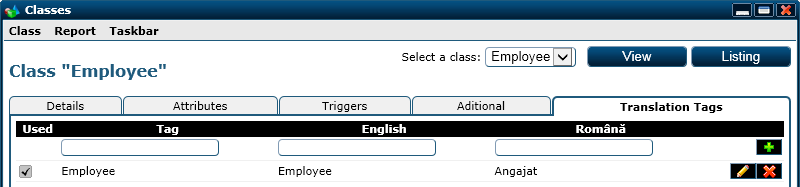 Classes
Class Report Taskbar
Select a class: Employee View Listing
Class "Employee"
Details Attributes Triggers Aditional Translation Tags
Used Tag English Română
Employee Employee Angajat